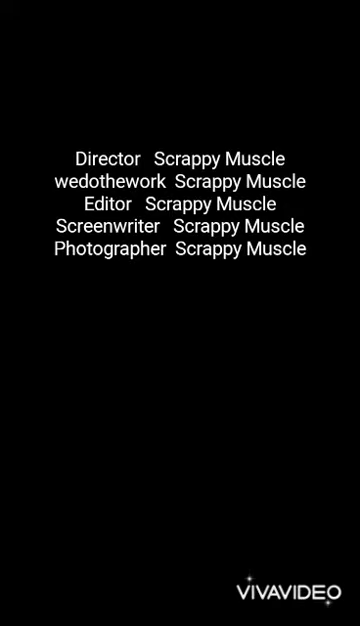 Director Scrappy Muscle
wedothework Scrappy Muscle
Editor Scrappy Muscle
Screenwriter Scrappy Muscle
Photographer Scrappy Muscle
VIVAVIDEO